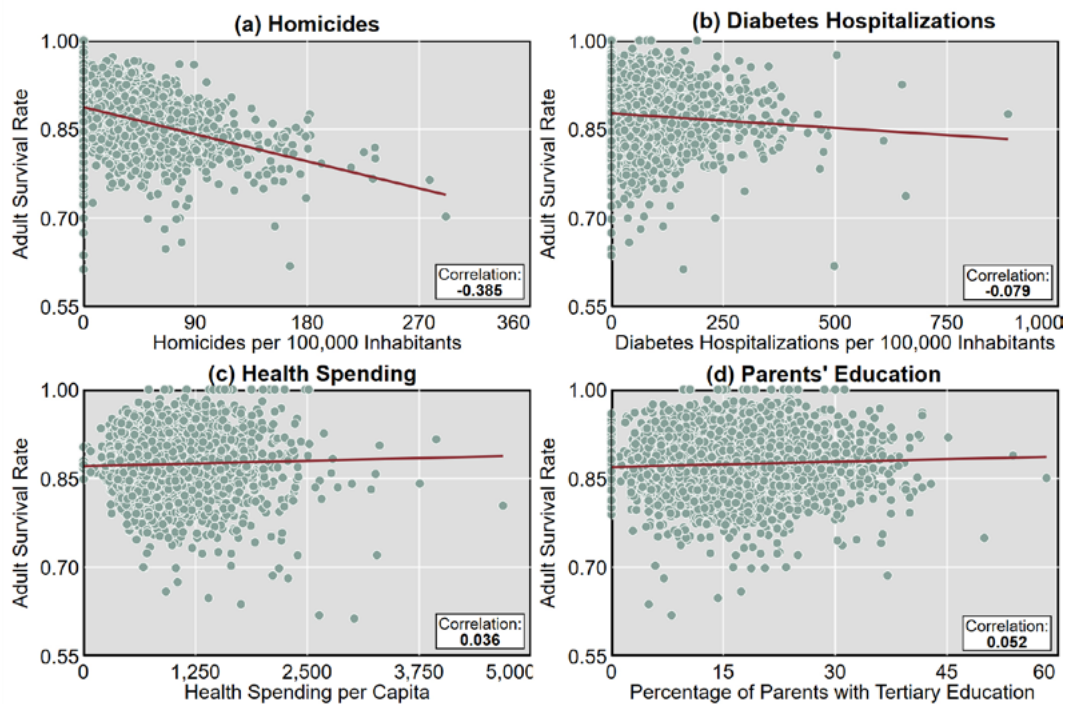 (a) Homicides
1.00
0.85
0.70
0.55
Adult Survival Rate
Correlation:
-0.385
0 90 180 270 360
Homicides per 100,000 Inhabitants
(b) Diabetes Hospitalizations
1.00
0.85
0.70
0.55
Adult Survival Rate
Correlation:
-0.079
0 250 500 750 1,000
Diabetes Hospitalizations per 100,000 Inhabitants
(c) Health Spending
1.00
0.85
0.70
0.55
Adult Survival Rate
Correlation:
0.036
0 1,250 2,500 3,750 5,000
Health Spending per Capita
(d) Parents' Education
1.00
0.85
0.70
0.55
Adult Survival Rate
Correlation:
0.052
0 15 30 45 60
Percentage of Parents with Tertiary Education